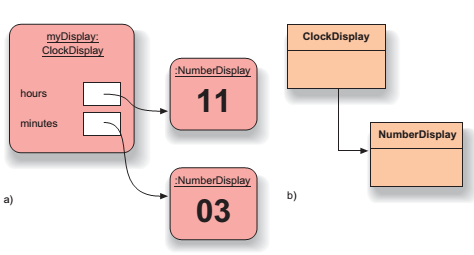 myDisplay:
ClockDisplay
hours
minutes
:NumberDisplay
11
:NumberDisplay
03
a)
ClockDisplay
NumberDisplay
b)